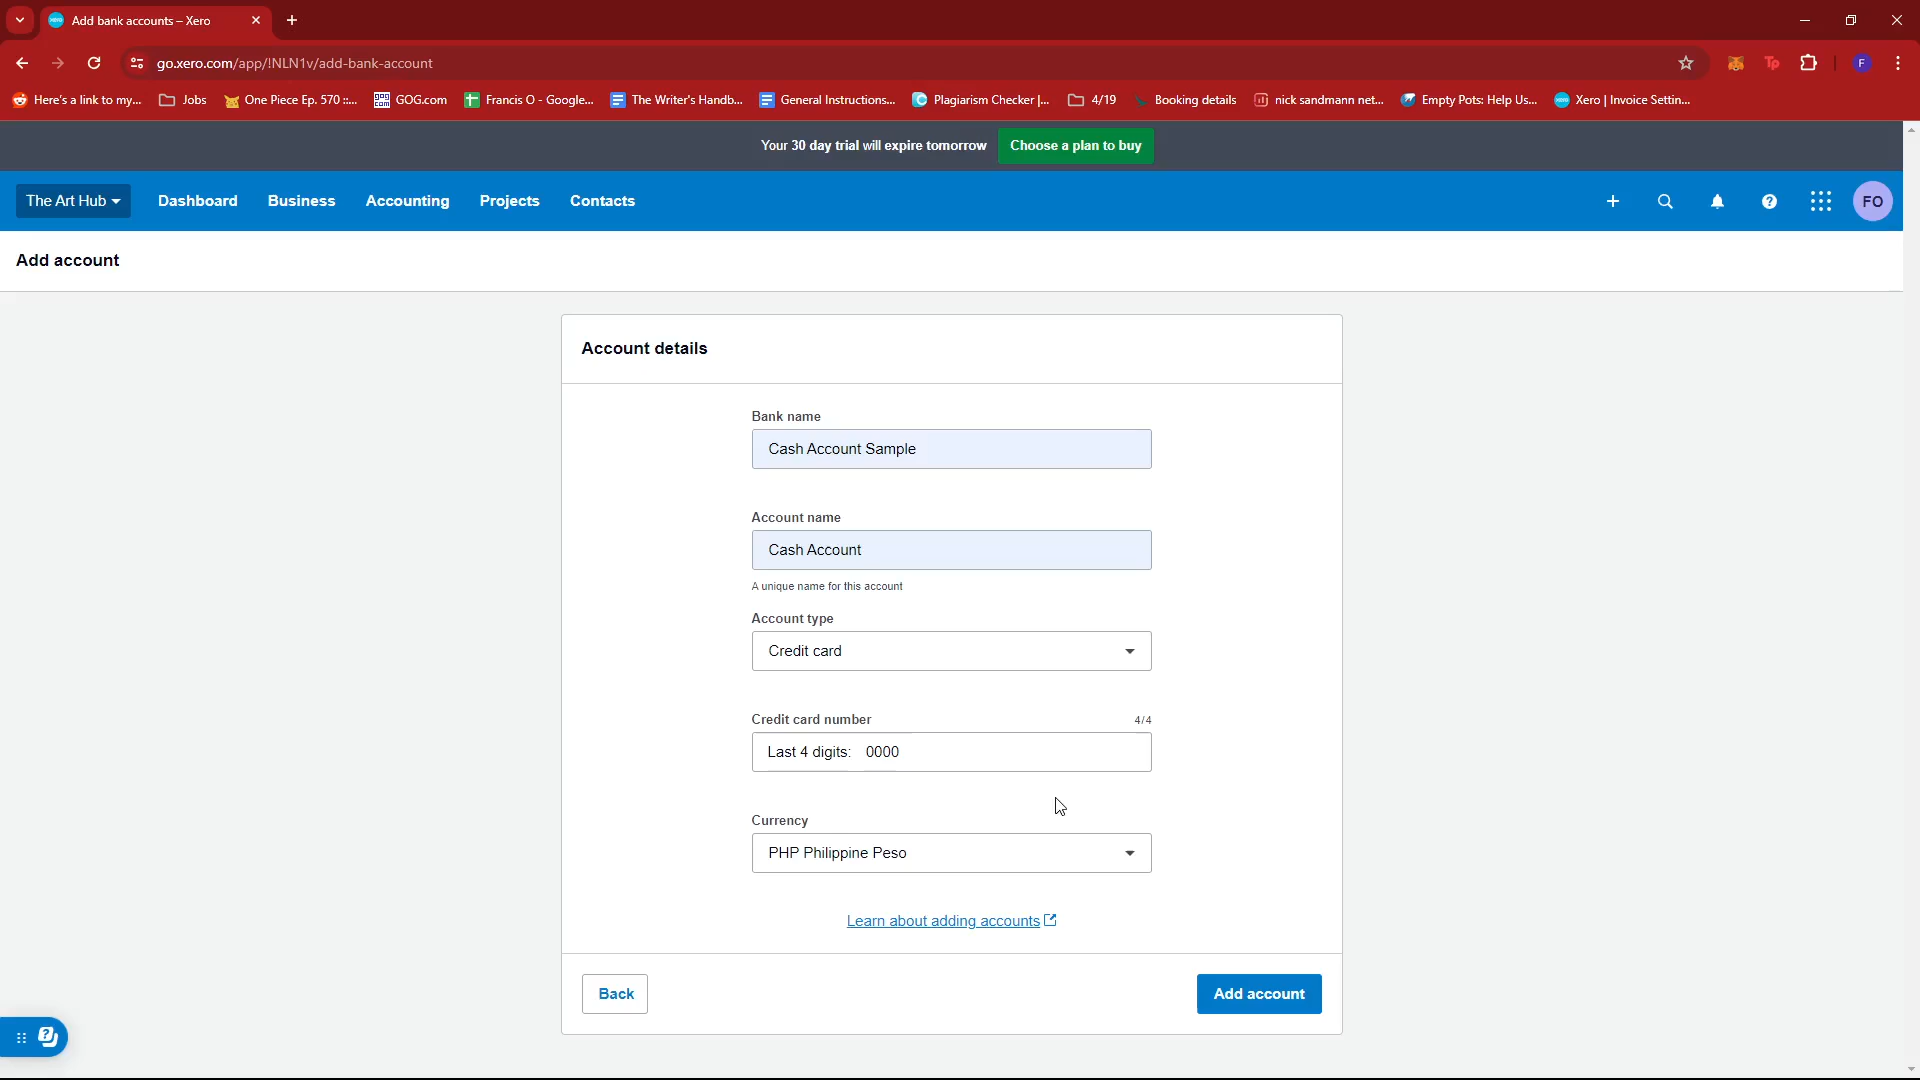 Add bank accounts – Xero
go.xero.com/app/!NLN1v/add-bank-account
F
Here's a link to my...
Jobs
One Piece Ep. 570 ::...
GOG.com
Francis O - Google...
The Writer's Handb...
General Instructions...
Plagiarism Checker |...
4/19
Booking details
nick sandmann net...
Empty Pots: Help Us...
Xero | Invoice Settin...
Your 30 day trial will expire tomorrow
Choose a plan to buy
The Art Hub
Dashboard
Business
Accounting
Projects
Contacts
FO
Add account
Account details
Bank name
Cash Account Sample
Account name
Cash Account
A unique name for this account
Account type
Credit card
Credit card number 4/4
Last 4 digits: 0000
Currency
PHP Philippine Peso
Learn about adding accounts
Back
Add account